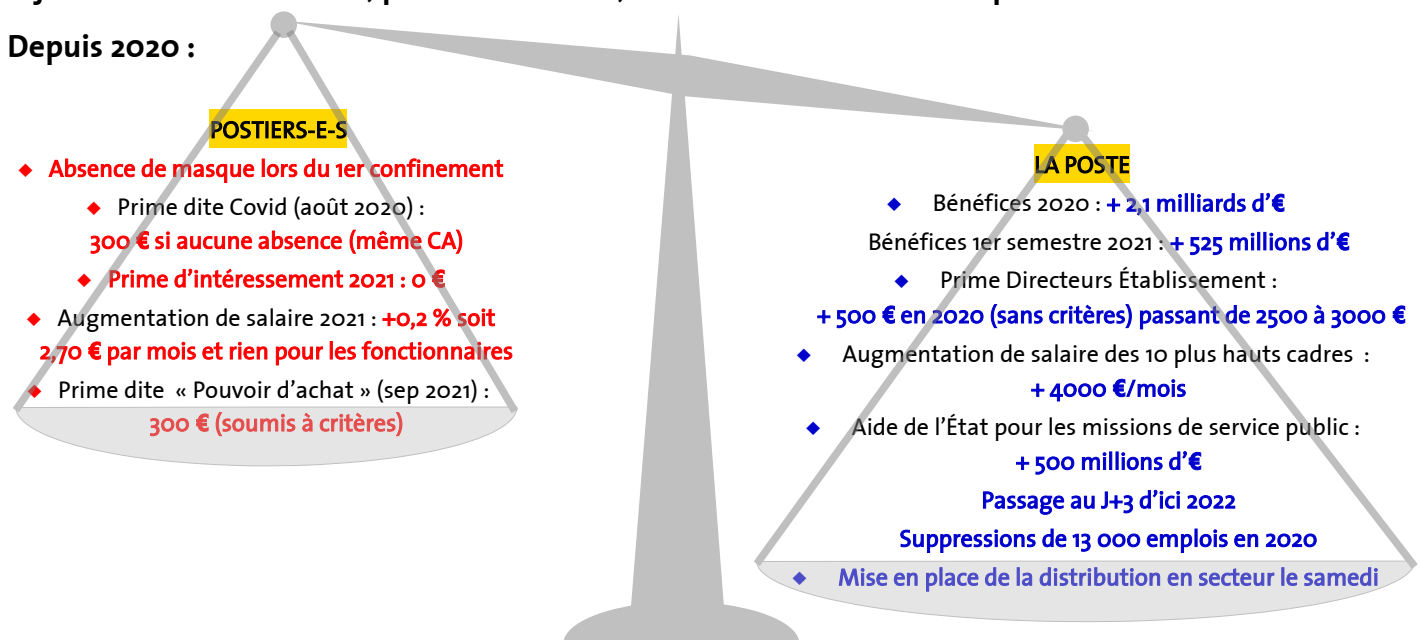 Depuis 2020 :
POSTIERS-E-S
◆ Absence de masque lors du 1er confinement
◆ Prime dite Covid (août 2020) :
300 € si aucune absence (même CA)
◆ Prime d’intéressement 2021 : 0 €
◆ Augmentation de salaire 2021 : +0,2 % soit
2,70 € par mois et rien pour les fonctionnaires
◆ Prime dite « Pouvoir d’achat » (sep 2021) :
300 € (soumis à critères)
LA POSTE
◆ Bénéfices 2020 : + 2,1 milliards d’€
Bénéfices 1er semestre 2021 : + 525 millions d’€
◆ Prime Directeurs Établissement :
+ 500 € en 2020 (sans critères) passant de 2500 à 3000 €
◆ Augmentation de salaire des 10 plus hauts cadres :
+ 4000 €/mois
◆ Aide de l’État pour les missions de service public :
+ 500 millions d’€
Passage au J+3 d’ici 2022
Suppressions de 13 000 emplois en 2020
◆ Mise en place de la distribution en secteur le samedi